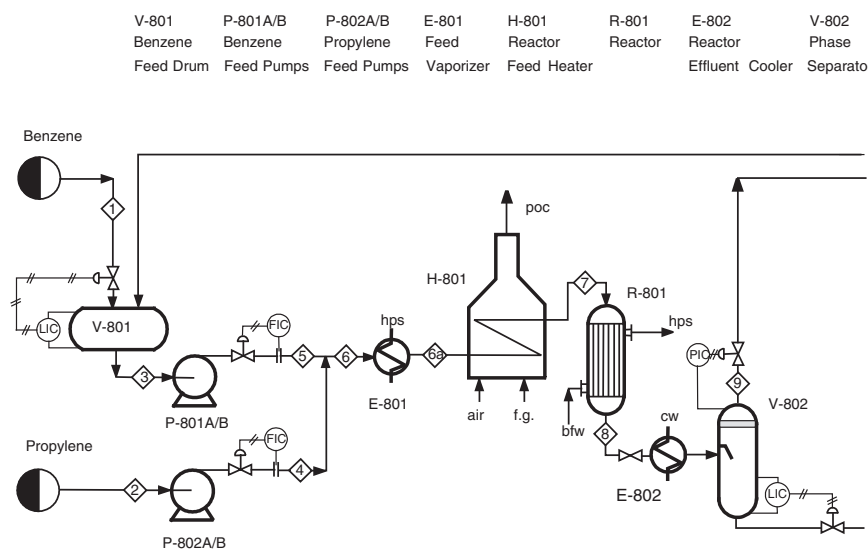 V-801 P-801A/B P-802A/B E-801 H-801 R-801 E-802 V-802
Benzene Benzene Propylene Feed Reactor Reactor Reactor Phase
Feed Drum Feed Pumps Feed Pumps Vaporizer Feed Heater Effluent Cooler Separato
Benzene
1
poc
H-801
7
R-801
hps
LIC
V-801
FIC
hps
3
5
6
6a
E-801
P-801A/B
air
f.g.
bfw
8
cw
PIC
9
V-802
E-802
Propylene
FIC
2
4
LIC
P-802A/B